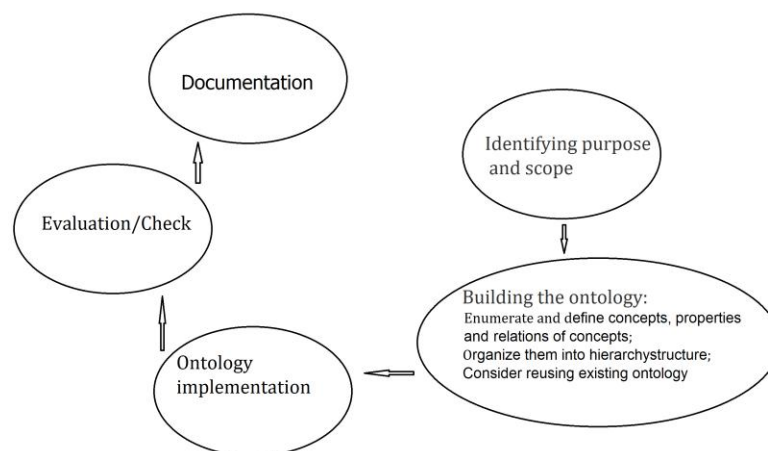 Documentation
Identifying purpose
and scope
Evaluation/Check
Building the ontology:
Enumerate and define concepts, properties
and relations of concepts;
Organize them into hierarchystructure;
Consider reusing existing ontology
Ontology
implementation